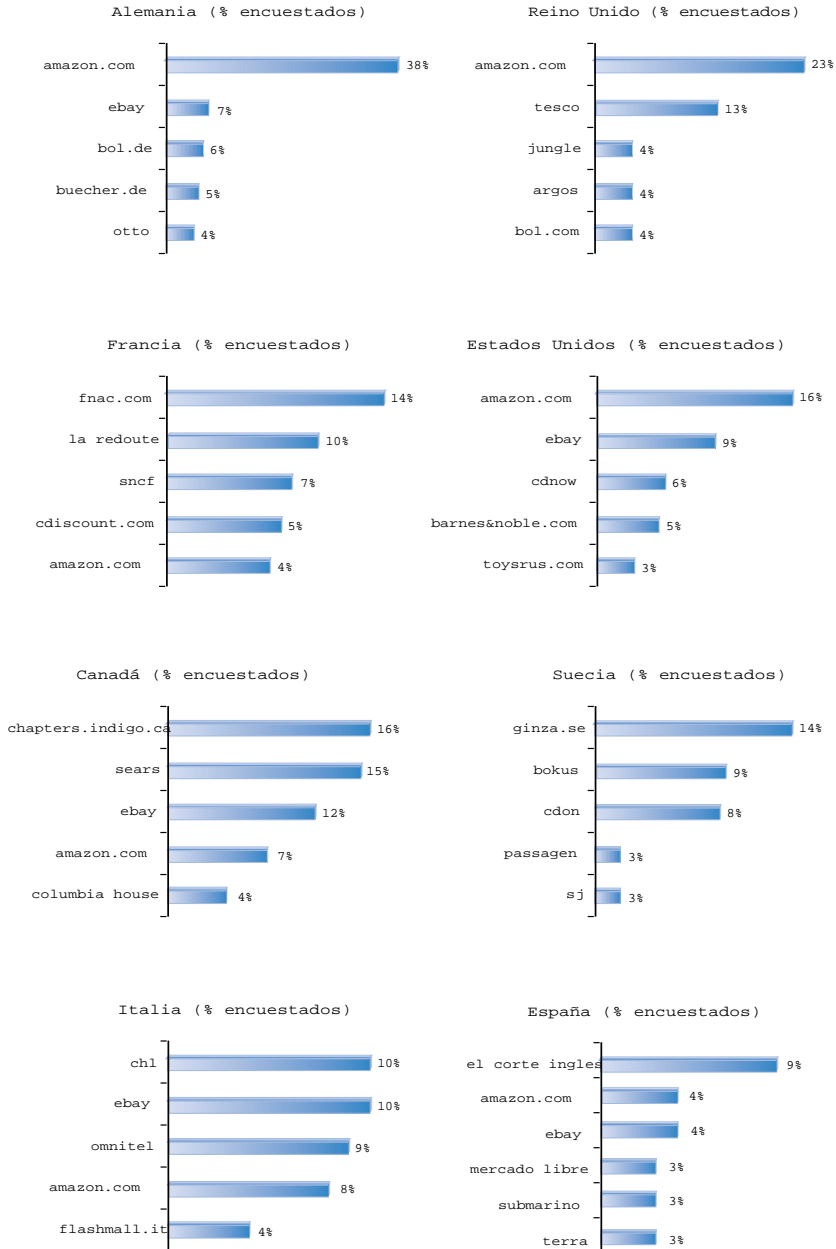 Alemania (% encuestados)
amazon.com 38%
ebay 7%
bol.de 6%
buecher.de 5%
otto 4%
Reino Unido (% encuestados)
amazon.com 23%
tesco 13%
jungle 4%
argos 4%
bol.com 4%
Francia (% encuestados)
fnac.com 14%
la redoute 10%
sncf 7%
cdiscount.com 5%
amazon.com 4%
Estados Unidos (% encuestados)
amazon.com 16%
ebay 9%
cdnow 6%
barnes&noble.com 5%
toysrus.com 3%
Canadá (% encuestados)
chapters.indigo.ca 16%
sears 15%
ebay 12%
amazon.com 7%
columbia house 4%
Suecia (% encuestados)
ginza.se 14%
bokus 9%
cdon 8%
passagen 3%
sj 3%
Italia (% encuestados)
chl 10%
ebay 10%
omnitel 9%
amazon.com 8%
flashmall.it 4%
España (% encuestados)
el corte ingles 9%
amazon.com 4%
ebay 4%
mercado libre 3%
submarino 3%
terra 3%